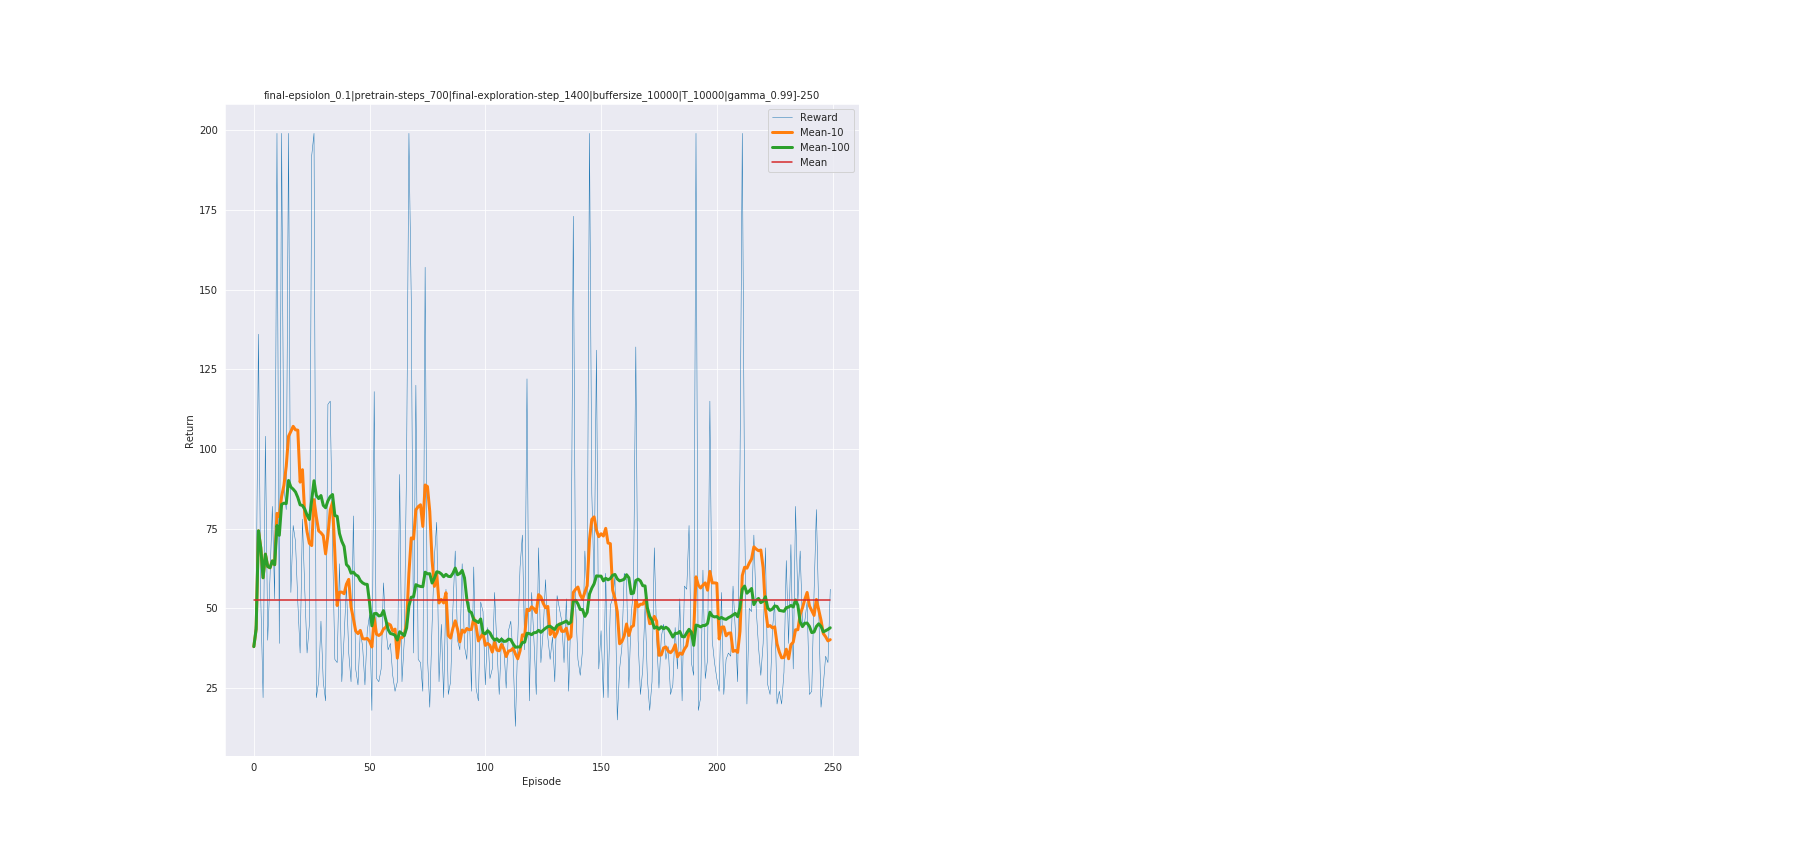 final-epsiolon_0.1|pretrain-steps_700|final-exploration-step_1400|buffersize_10000|T_10000|gamma_0.99]-250
Reward
Mean-10
Mean-100
Mean
200
175
150
125
100
75
50
25
Return
0 50 100 150 200 250
Episode